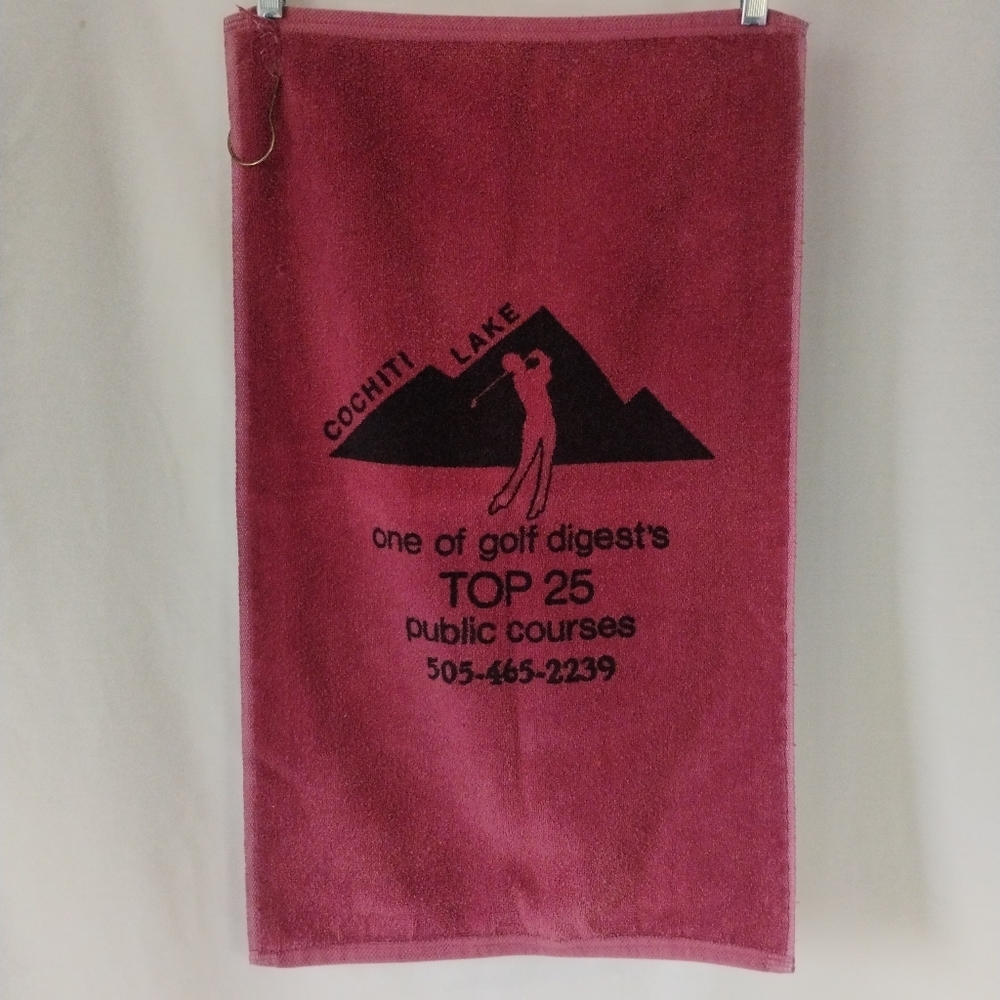 COCHITI LAKE
one of golf digest's
TOP 25
public courses
505-465-2239